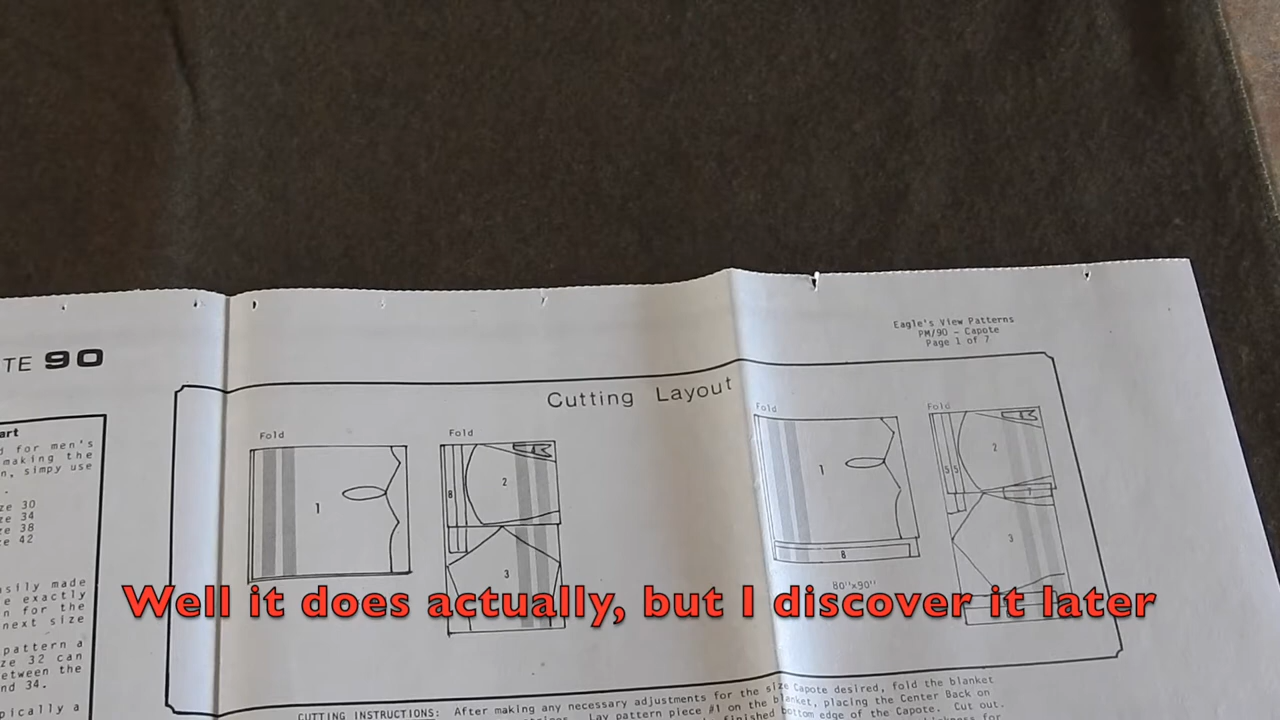 Eagle's View Patterns
PM/90 - Capote
Page 1 of 7
TE 90
Cutting Layout
Fold
1
Fold
8
2
3
Fold
1
8
80"x90"
Fold
5 5
2
7
3
art
d for men's
making the
n, simpy use
ze 30
ze 34
ze 38
ze 42
sily made
e exactly
n for the
next size
pattern a
ze 32 can
etween the
nd 34.
pically a
Well it does actually, but I discover it later
CUTTING INSTRUCTIONS: After making any necessary adjustments for the size Capote desired, fold the blanket
Lay pattern piece #1 on the blanket, placing the Center Back on
finished bottom edge of the Capote. Cut out.